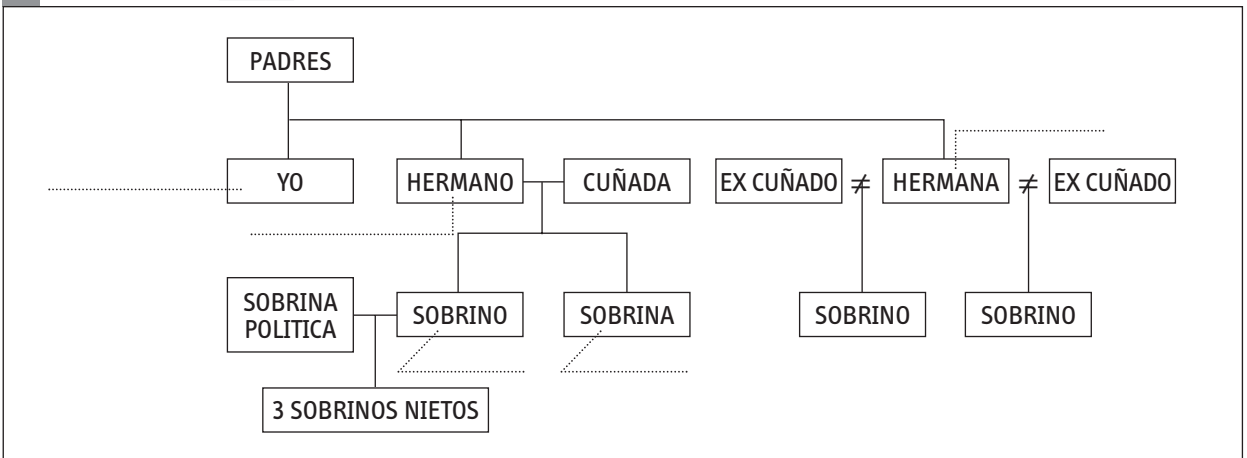 PADRES
YO
HERMANO
CUÑADA
EX CUÑADO
≠
HERMANA
≠
EX CUÑADO
SOBRINA
POLITICA
SOBRINO
SOBRINA
SOBRINO
SOBRINO
3 SOBRINOS NIETOS